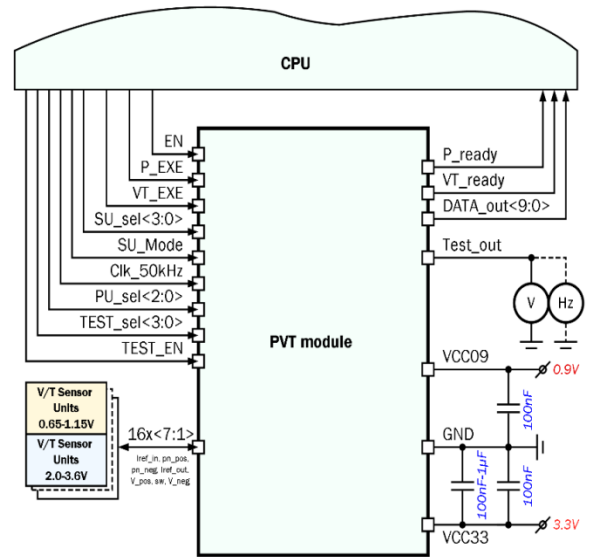 CPU
EN
P_EXE
VT_EXE
SU_sel<3:0>
SU_Mode
Clk_50kHz
PU_sel<2:0>
TEST_sel<3:0>
TEST_EN
P_ready
VT_ready
DATA_out<9:0>
Test_out
V
Hz
PVT module
VCC09
0.9V
100nF
GND
100nF-1µF
100nF
VCC33
3.3V
V/T Sensor
Units
0.65-1.15V
V/T Sensor
Units
2.0-3.6V
16x<7:1>
Iref_in, pn_pos,
pn_neg, Iref_out,
V_pos, sw, V_neg